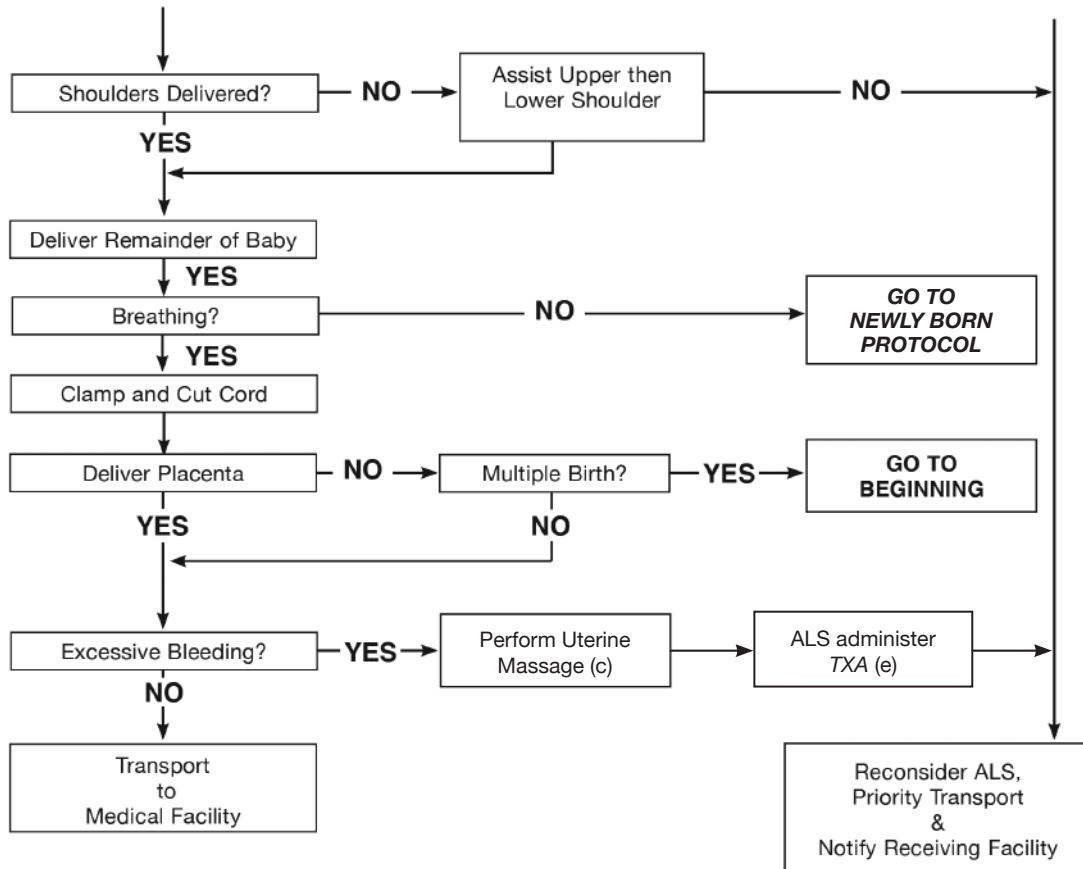 Shoulders Delivered?
NO
Assist Upper then
Lower Shoulder
NO
YES
Deliver Remainder of Baby
YES
Breathing?
NO
GO TO
NEWLY BORN
PROTOCOL
YES
Clamp and Cut Cord
Deliver Placenta
NO
Multiple Birth?
YES
GO TO
BEGINNING
YES
NO
Excessive Bleeding?
YES
Perform Uterine
Massage (c)
ALS administer
TXA (e)
NO
Transport
to
Medical Facility
Reconsider ALS,
Priority Transport
&
Notify Receiving Facility